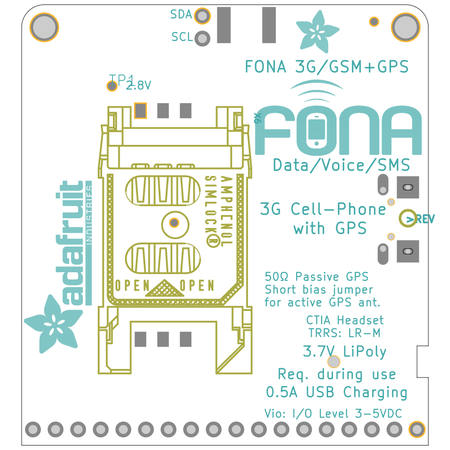 SDA
SCL
FONA 3G/GSM+GPS
TP1
2.8V
FONA
Data/Voice/SMS
AMPHENOL
SIMLOCK®
3G Cell-Phone
with GPS
>REV
adafruit
INDUSTRIES
OPEN OPEN
50Ω Passive GPS
Short bias jumper
for active GPS ant.
CTIA Headset
TRRS: LR-M
3.7V LiPoly
Req. during use
0.5A USB Charging
Vio: I/O Level 3-5VDC